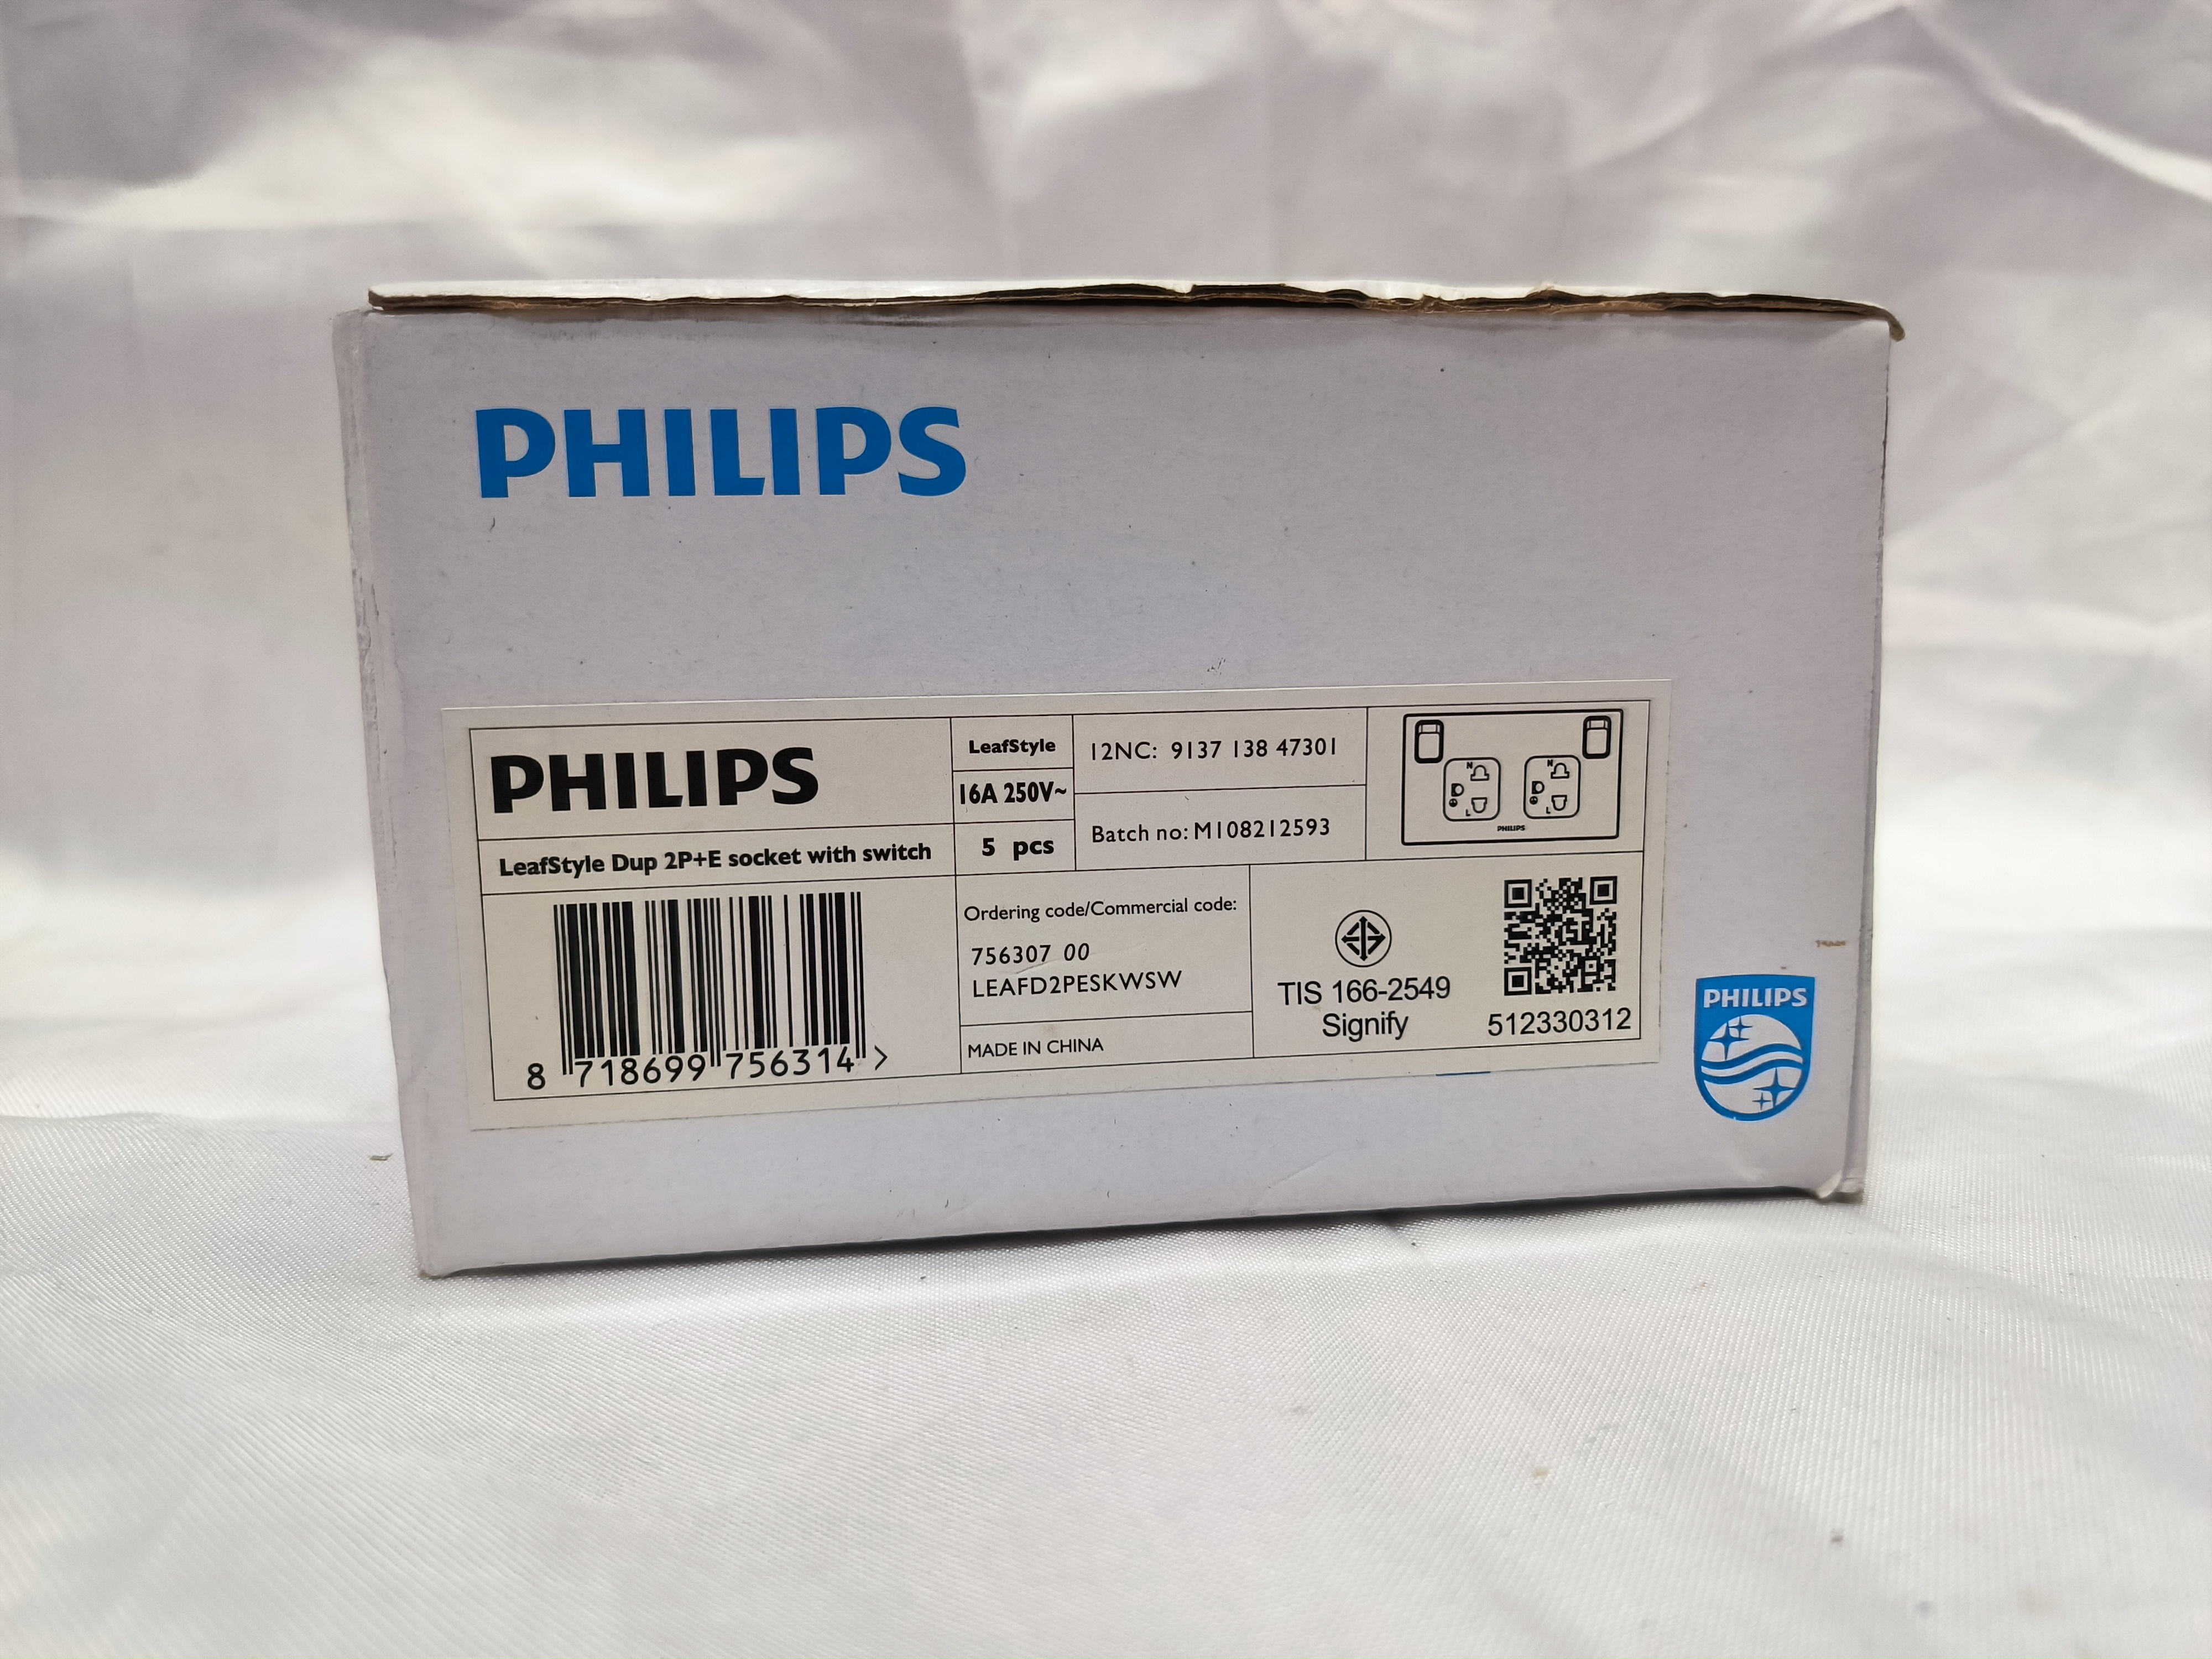 PHILIPS
PHILIPS
LeafStyle
12NC: 9137 138 47301
16A 250V~
Batch no: M108212593
5 pcs
LeafStyle Dup 2P+E socket with switch
N
L
N
L
PHILIPS
8 718699 756314 >
Ordering code/Commercial code:
756307 00
LEAFD2PESKWSW
MADE IN CHINA
TIS 166-2549
Signify
512330312
PHILIPS